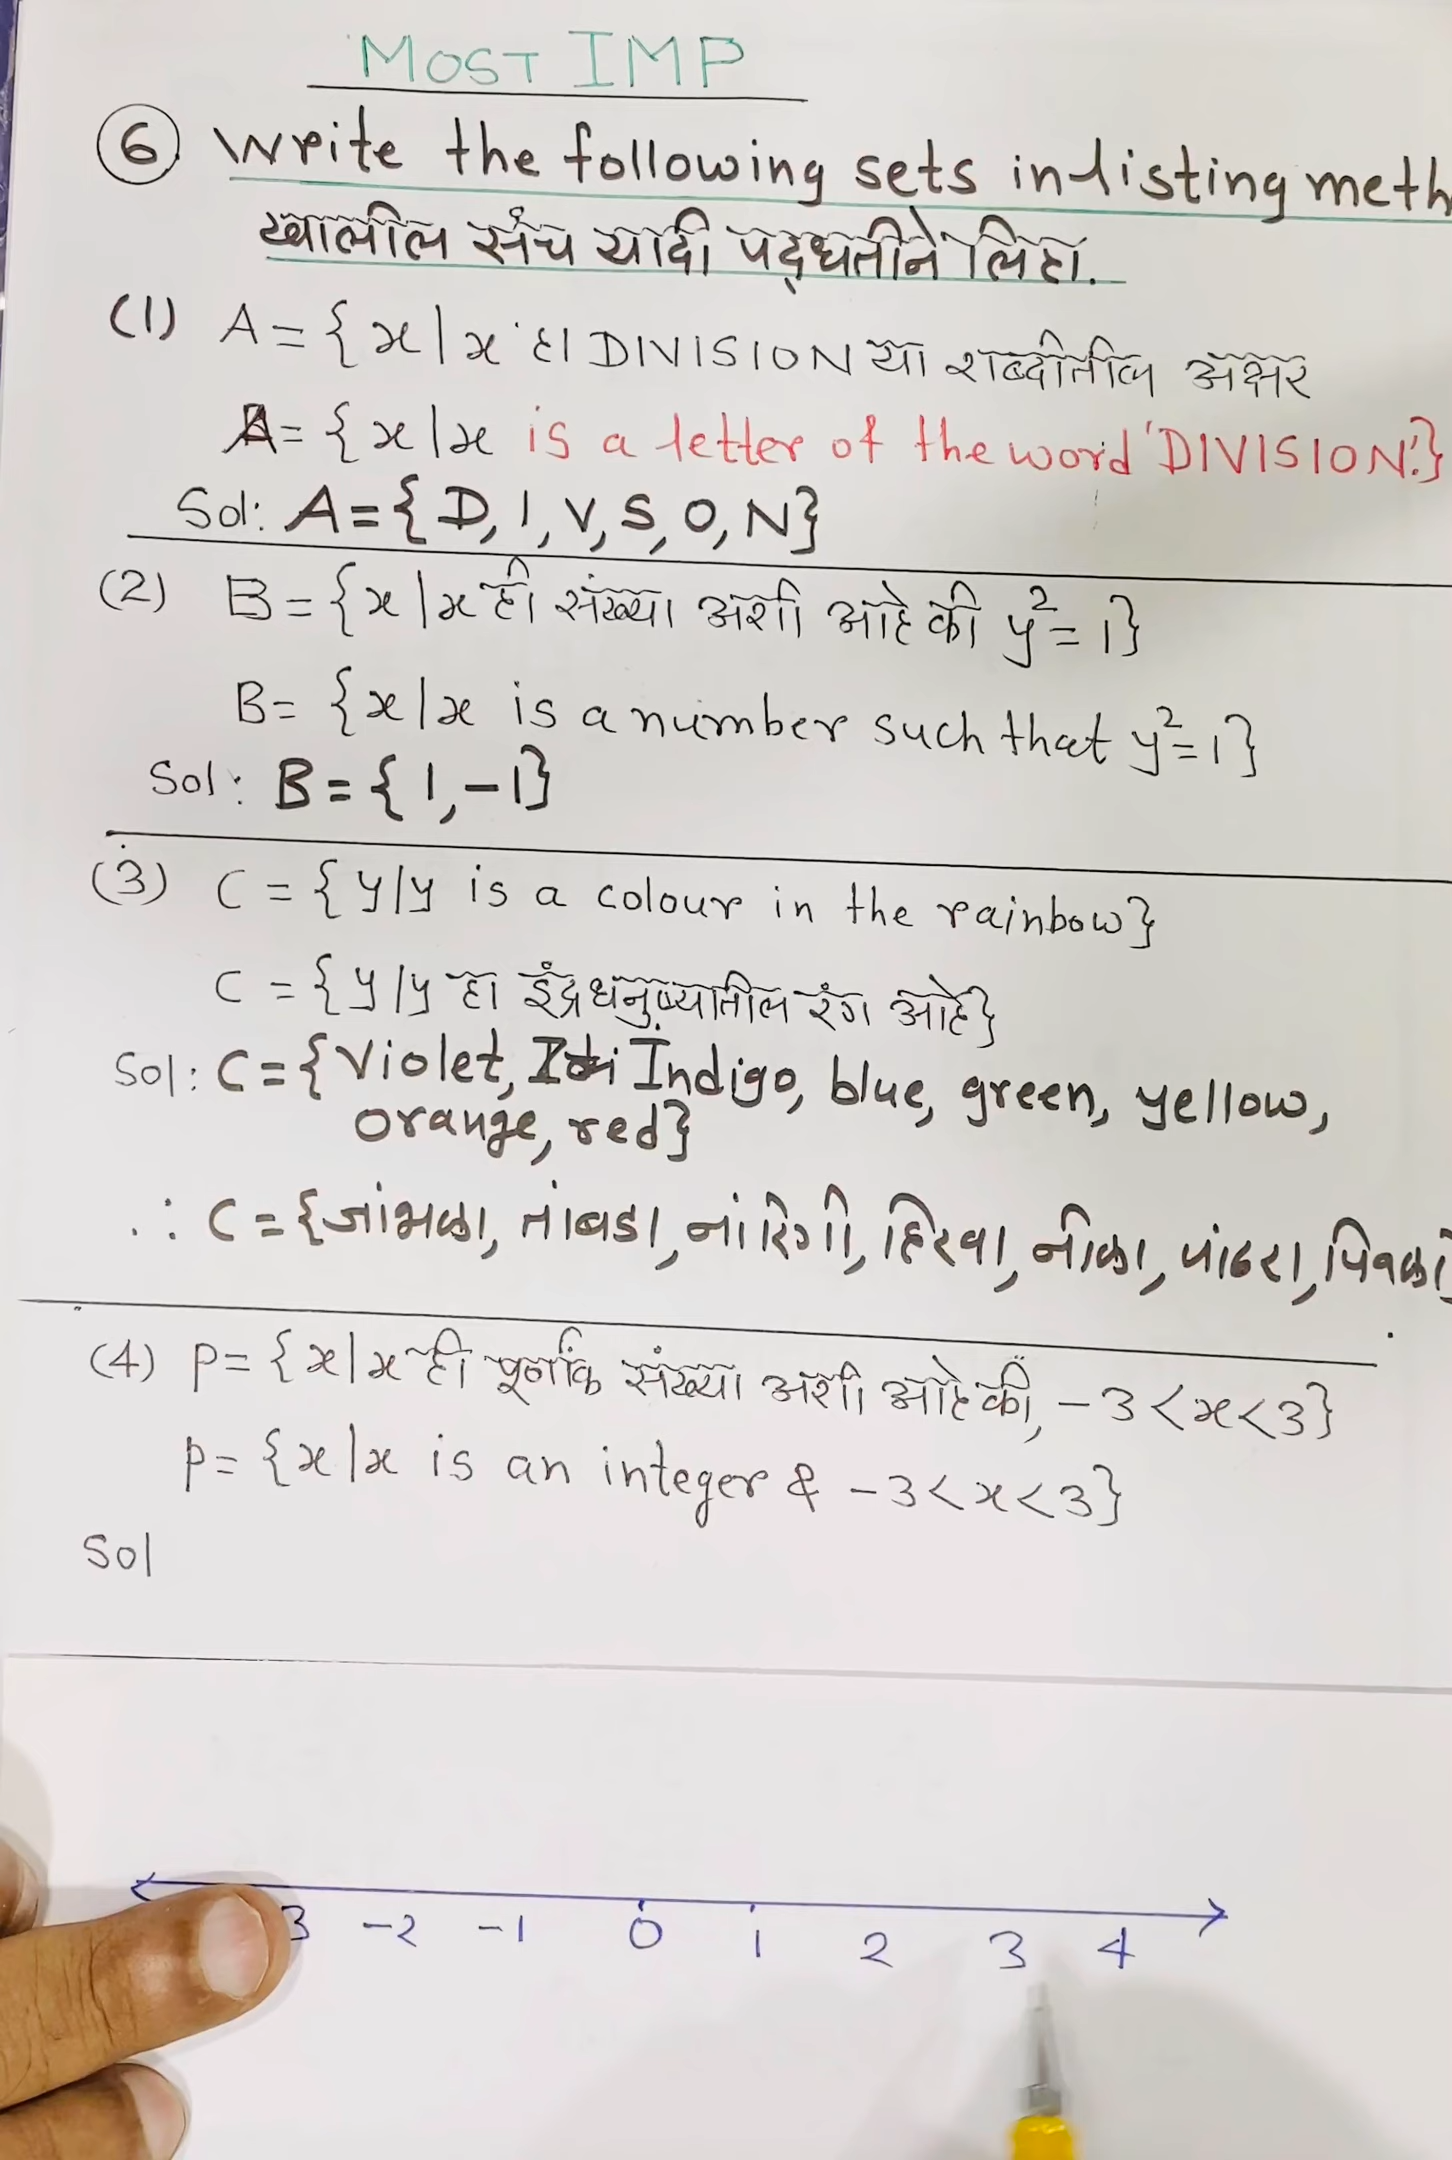 MOST IMP
6 Write the following sets in listing meth
खालील संच यादी पद्धतीने लिहा.
(1) A = {x | x हा DIVISION या शब्दातील अक्षर
A = {x | x is a letter of the word 'DIVISION'.}
Sol: A = {D, I, V, S, O, N}
(2) B = {x | x ही संख्या अशी आहे की y² = 1}
B = {x | x is a number such that y² = 1}
Sol: B = {1, -1}
(3) C = {y | y is a colour in the rainbow}
C = {y | y हा इंद्रधनुष्यातील रंग आहे}
Sol: C = {Violet, Indigo, blue, green, yellow,
orange, red}
∴ C = {जांभळा, तांबडा, नारिंगी, हिरवा, नीळा, पांढरा, पिवळा}
(4) P = {x | x ही पूर्णांक संख्या अशी आहे की, -3 < x < 3}
P = {x | x is an integer & -3 < x < 3}
Sol
3 -2 -1 0 1 2 3 4